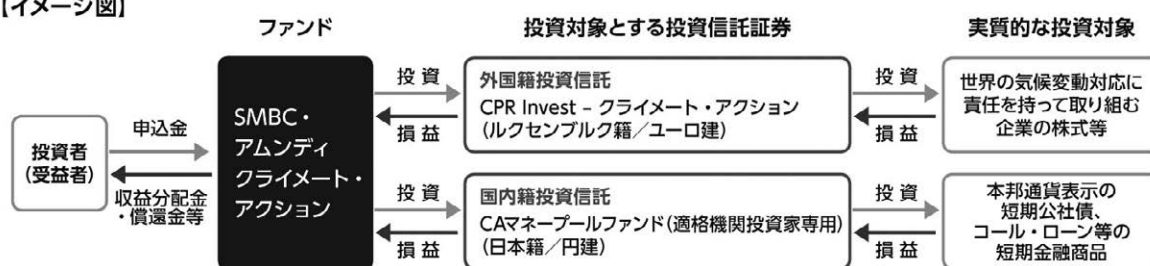 【イメージ図】
ファンド
投資対象とする投資信託証券
実質的な投資対象
投資者
(受益者)
申込金
収益分配金
・償還金等
SMBC・
アムンディ
クライメート・
アクション
投資
損益
外国籍投資信託
CPR Invest – クライメート・アクション
(ルクセンブルク籍／ユーロ建)
投資
損益
世界の気候変動対応に
責任を持って取り組む
企業の株式等
投資
損益
国内籍投資信託
CAマネープールファンド(適格機関投資家専用)
(日本籍／円建)
投資
損益
本邦通貨表示の
短期公社債、
コール・ローン等の
短期金融商品